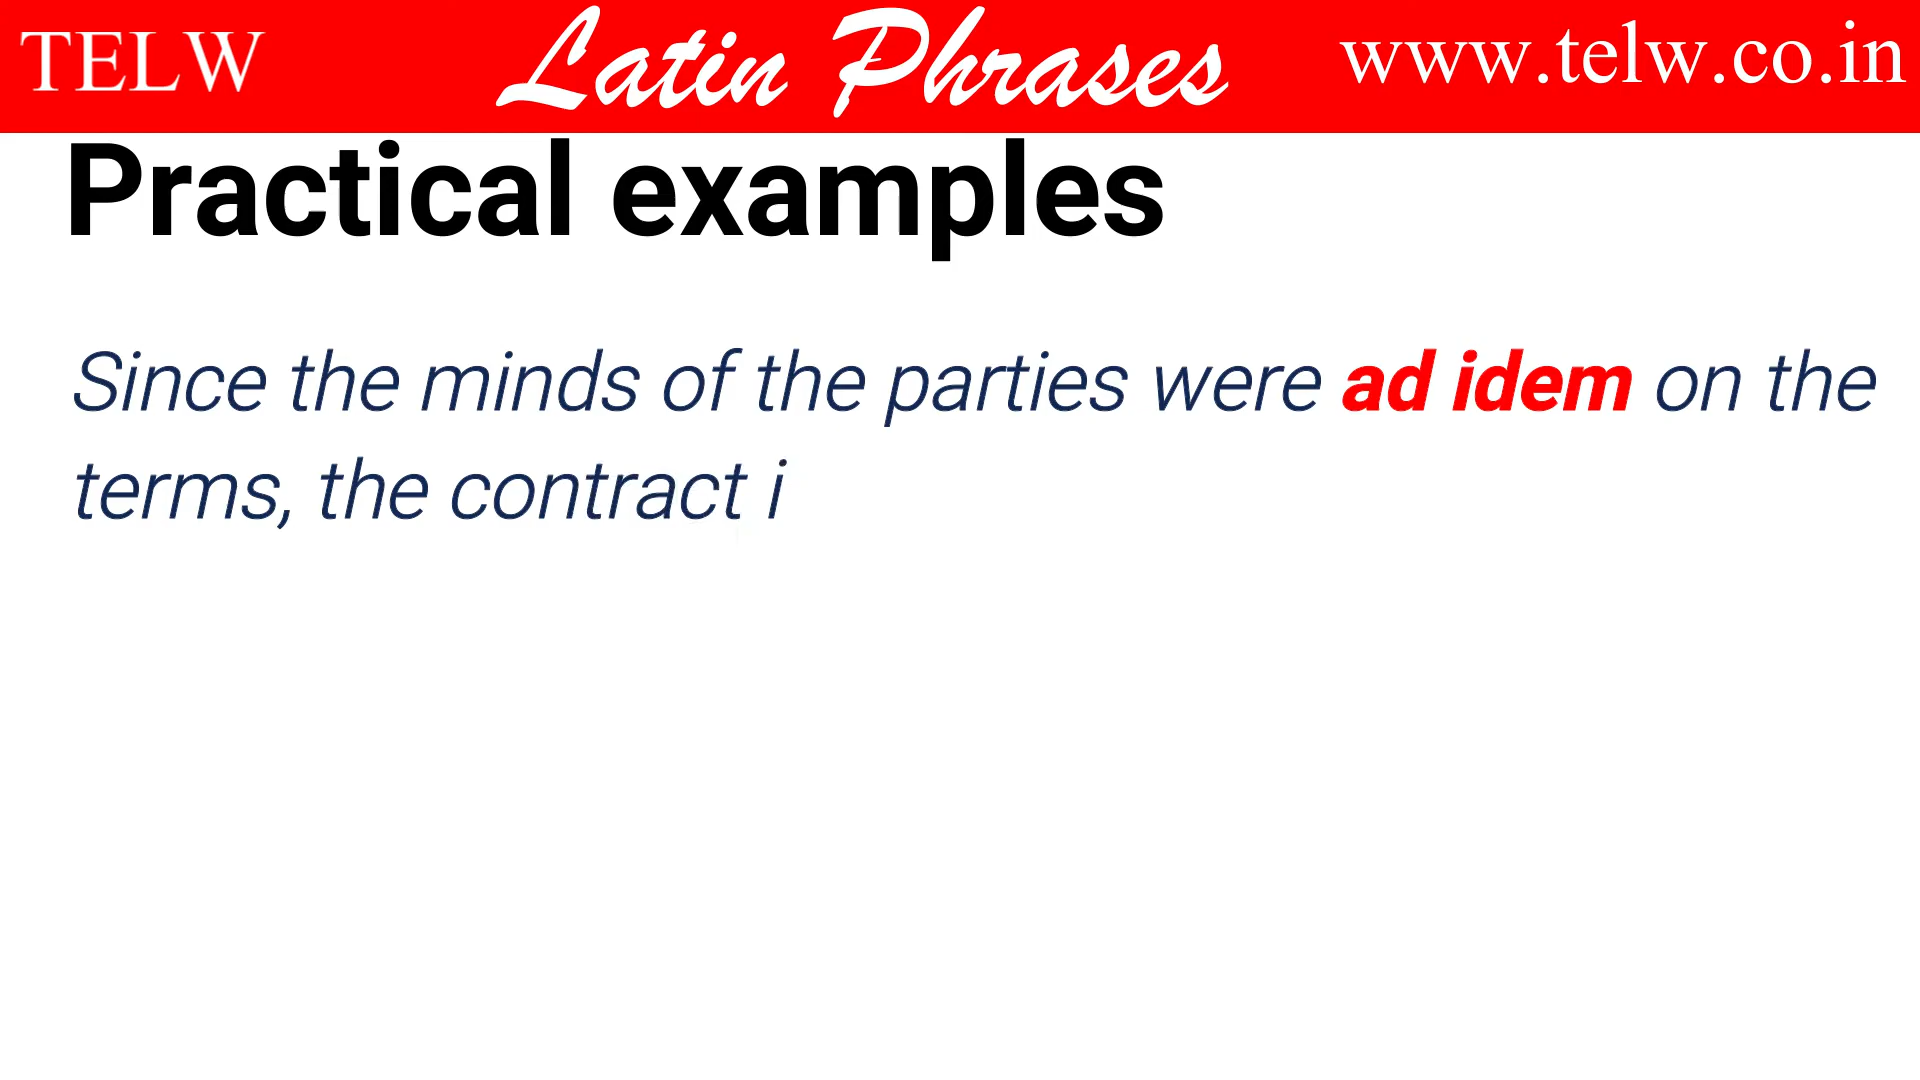 TELW Latin Phrases www.telw.co.in
Practical examples
Since the minds of the parties were ad idem on the
terms, the contract i